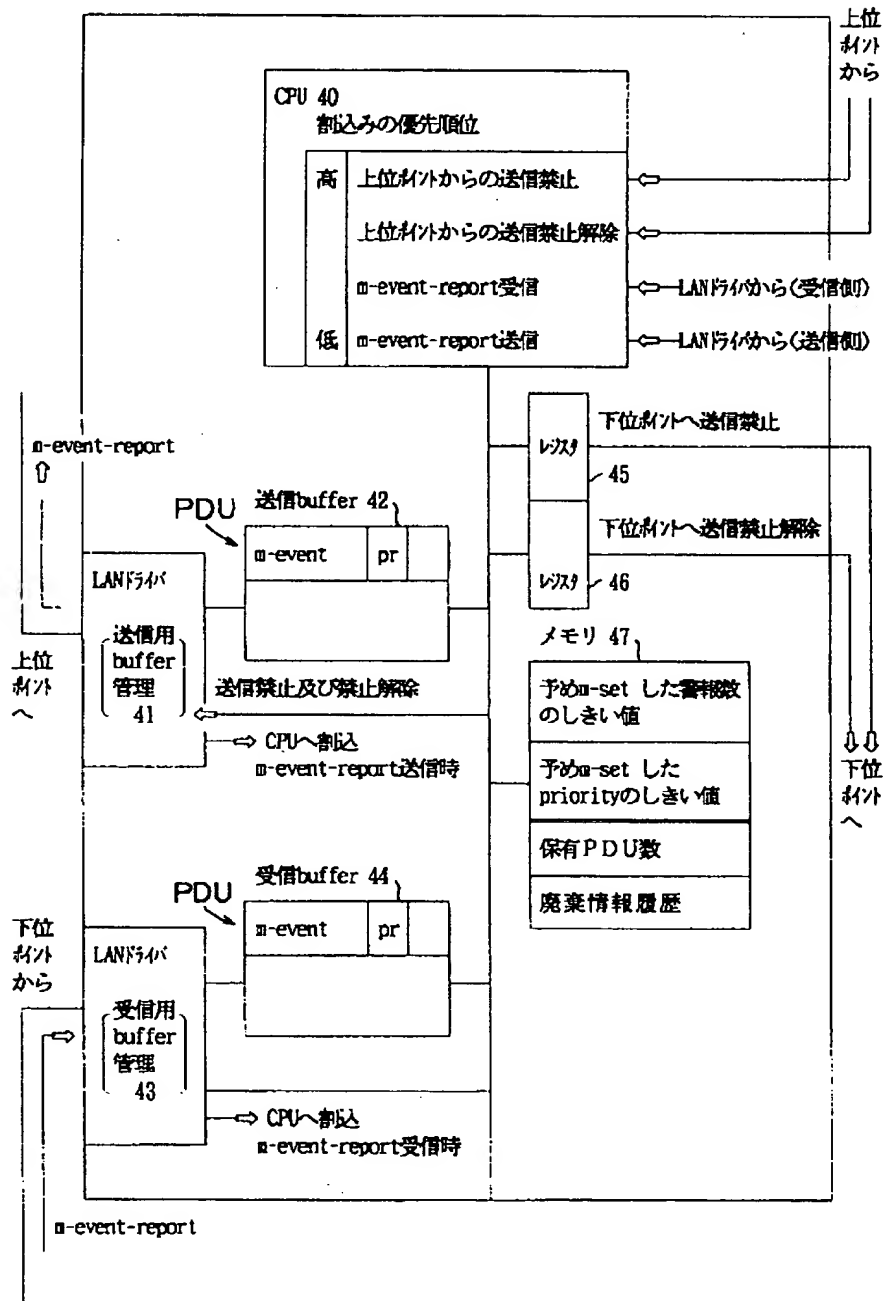 上位
ポイント
から
CPU 40
割込みの優先順位
高
上位ポイントからの送信禁止
上位ポイントからの送信禁止解除
m-event-report受信
LANドライバから(受信側)
低
m-event-report送信
LANドライバから(送信側)
m-event-report
下位ポイントへ送信禁止
レジスタ
45
PDU
送信buffer 42
m-event
pr
下位ポイントへ送信禁止解除
レジスタ
46
LANドライバ
送信用
buffer
管理
41
上位
ポイント
へ
送信禁止及び禁止解除
CPUへ割込
m-event-report送信時
メモリ 47
予めm-set した警報数
のしきい値
予めm-set した
priorityのしきい値
保有PDU数
廃棄情報履歴
下位
ポイント
へ
PDU
受信buffer 44
m-event
pr
下位
ポイント
から
LANドライバ
受信用
buffer
管理
43
CPUへ割込
m-event-report受信時
m-event-report